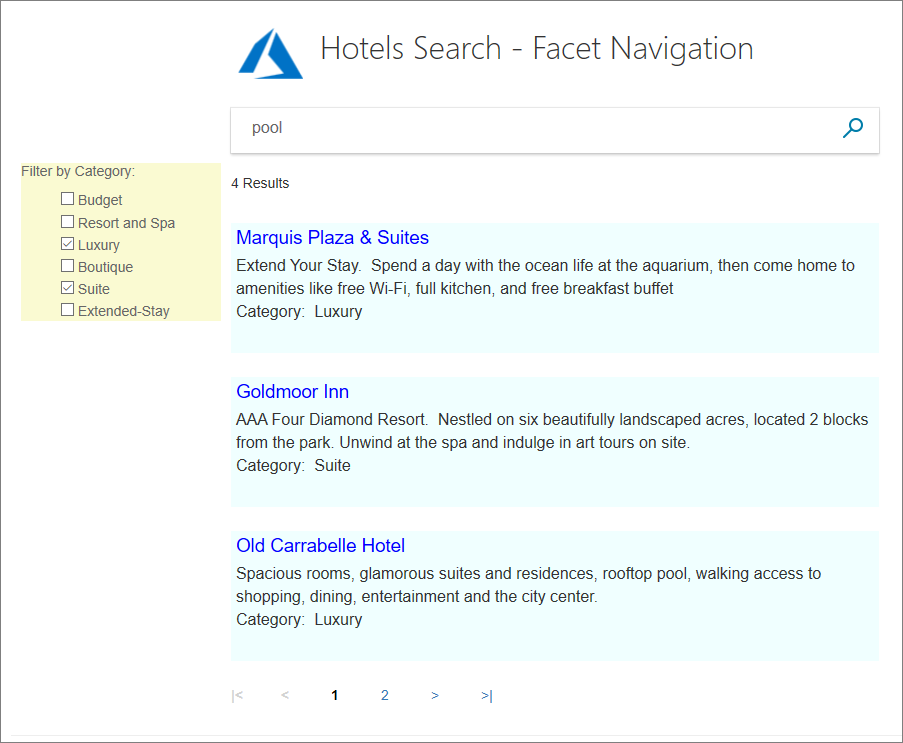 Hotels Search - Facet Navigation
pool
Filter by Category:
Budget
Resort and Spa
Luxury
Boutique
Suite
Extended-Stay
4 Results
Marquis Plaza & Suites
Extend Your Stay.  Spend a day with the ocean life at the aquarium, then come home to
amenities like free Wi-Fi, full kitchen, and free breakfast buffet
Category:  Luxury
Goldmoor Inn
AAA Four Diamond Resort.  Nestled on six beautifully landscaped acres, located 2 blocks
from the park. Unwind at the spa and indulge in art tours on site.
Category:  Suite
Old Carrabelle Hotel
Spacious rooms, glamorous suites and residences, rooftop pool, walking access to
shopping, dining, entertainment and the city center.
Category:  Luxury
|< < 1 2 > >|